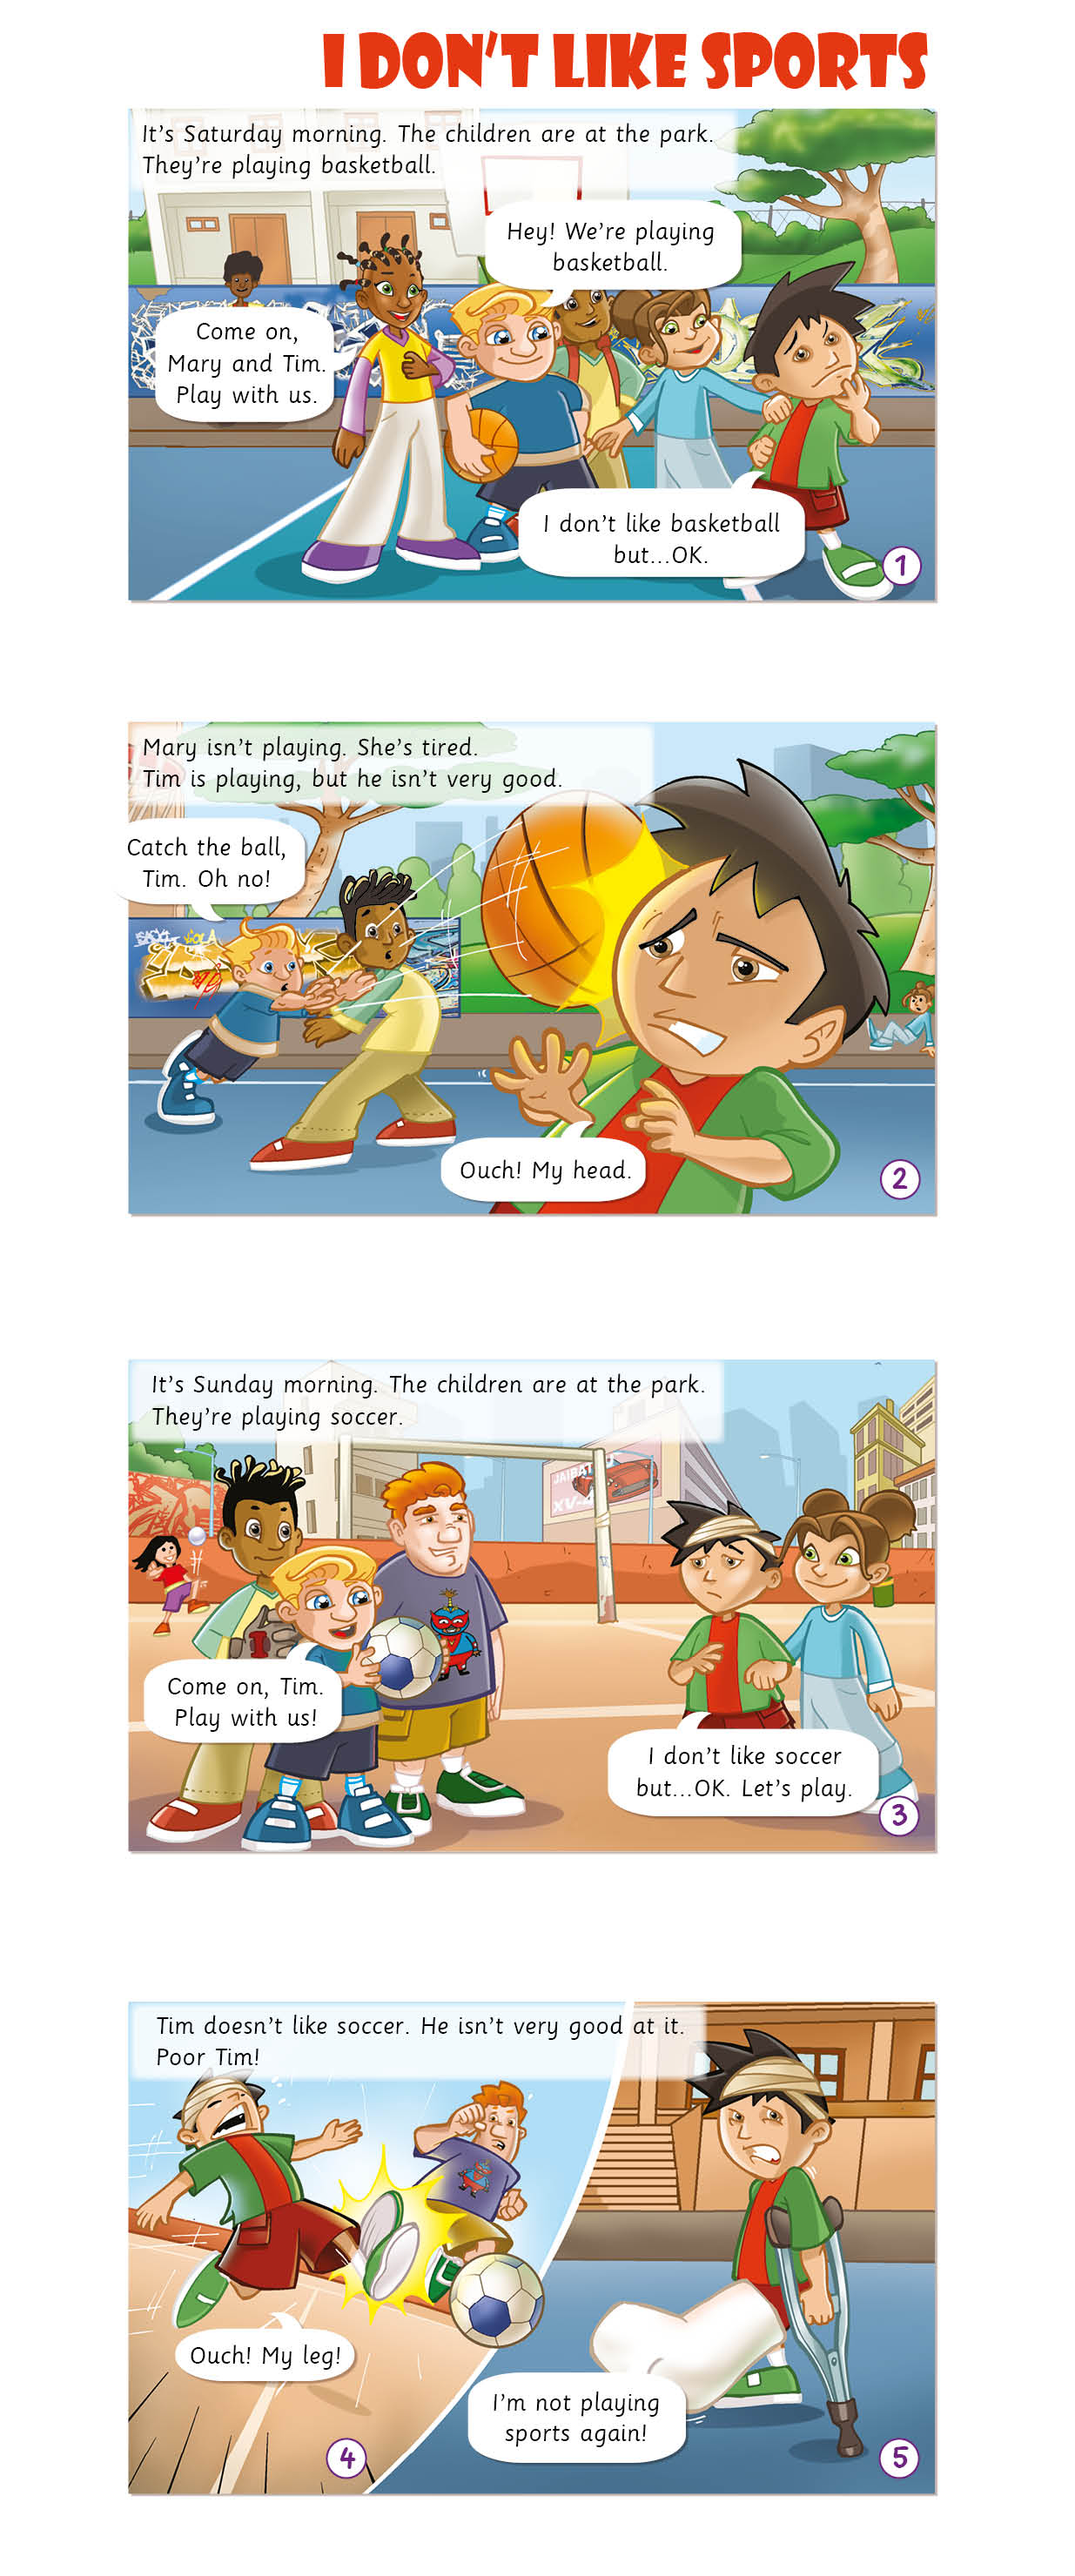 I DON'T LIKE SPORTS
It's Saturday morning. The children are at the park.
They're playing basketball.
Hey! We're playing
basketball.
Come on,
Mary and Tim.
Play with us.
I don't like basketball
but...OK.
1
Mary isn't playing. She's tired.
Tim is playing, but he isn't very good.
Catch the ball,
Tim. Oh no!
Ouch! My head.
2
It's Sunday morning. The children are at the park.
They're playing soccer.
Come on, Tim.
Play with us!
I don't like soccer
but...OK. Let's play.
3
Tim doesn't like soccer. He isn't very good at it.
Poor Tim!
Ouch! My leg!
4
I'm not playing
sports again!
5